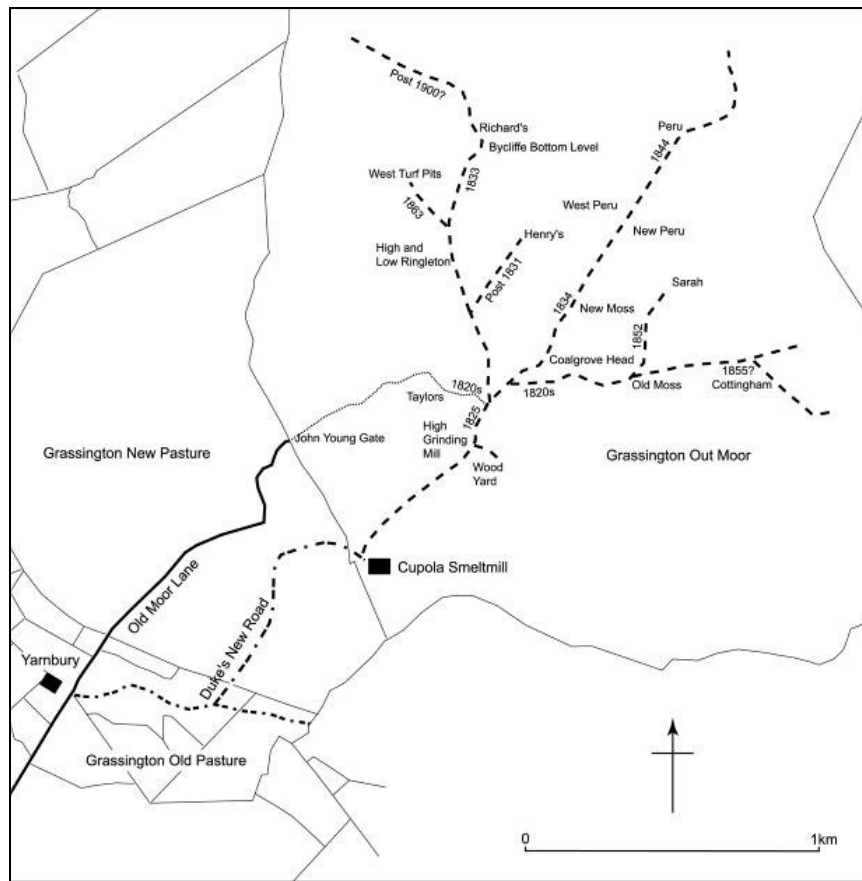 Post 1900?
Richard's
Bycliffe Bottom Level
Peru
1844
West Turf Pits
1833
1863
West Peru
New Peru
Henry's
High and
Low Ringleton
Post 1831
Sarah
1834
New Moss
1852
Coalgrove Head
1855?
Cottingham
Old Moss
1820s
1820s
Taylors
1825
High
Grinding
Mill
John Young Gate
Grassington New Pasture
Wood
Yard
Grassington Out Moor
Cupola Smeltmill
Old Moor Lane
Duke's New Road
Yarnbury
Grassington Old Pasture
0
1km